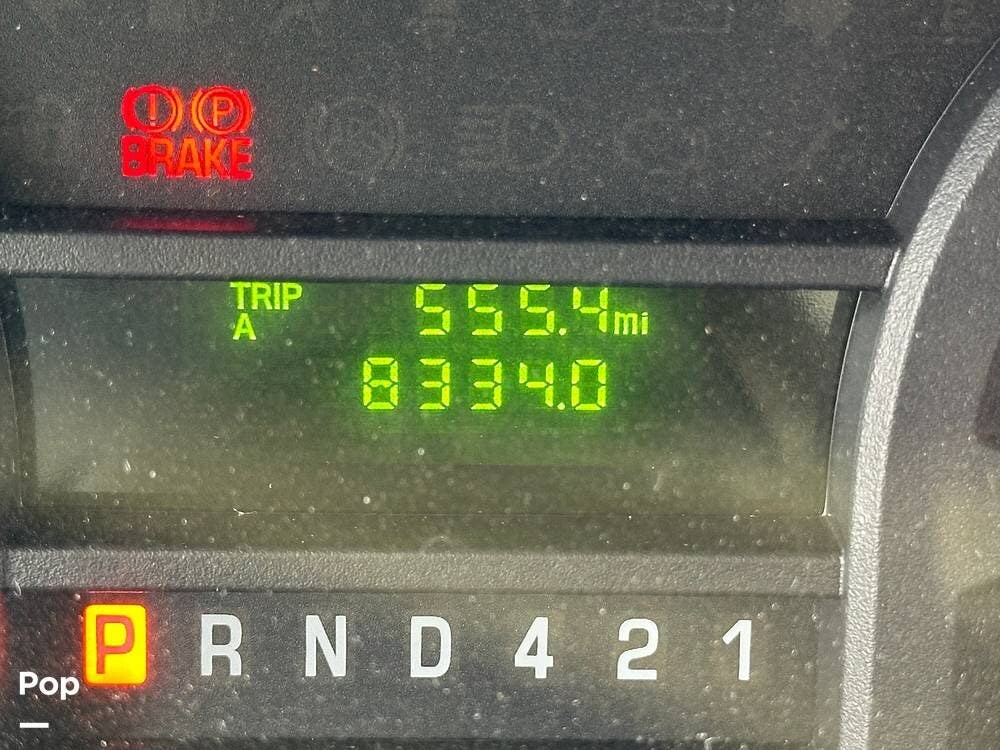 ! P
BRAKE
TRIP 555.4mi
A
8334.0
P R N D 4 2 1
Pop